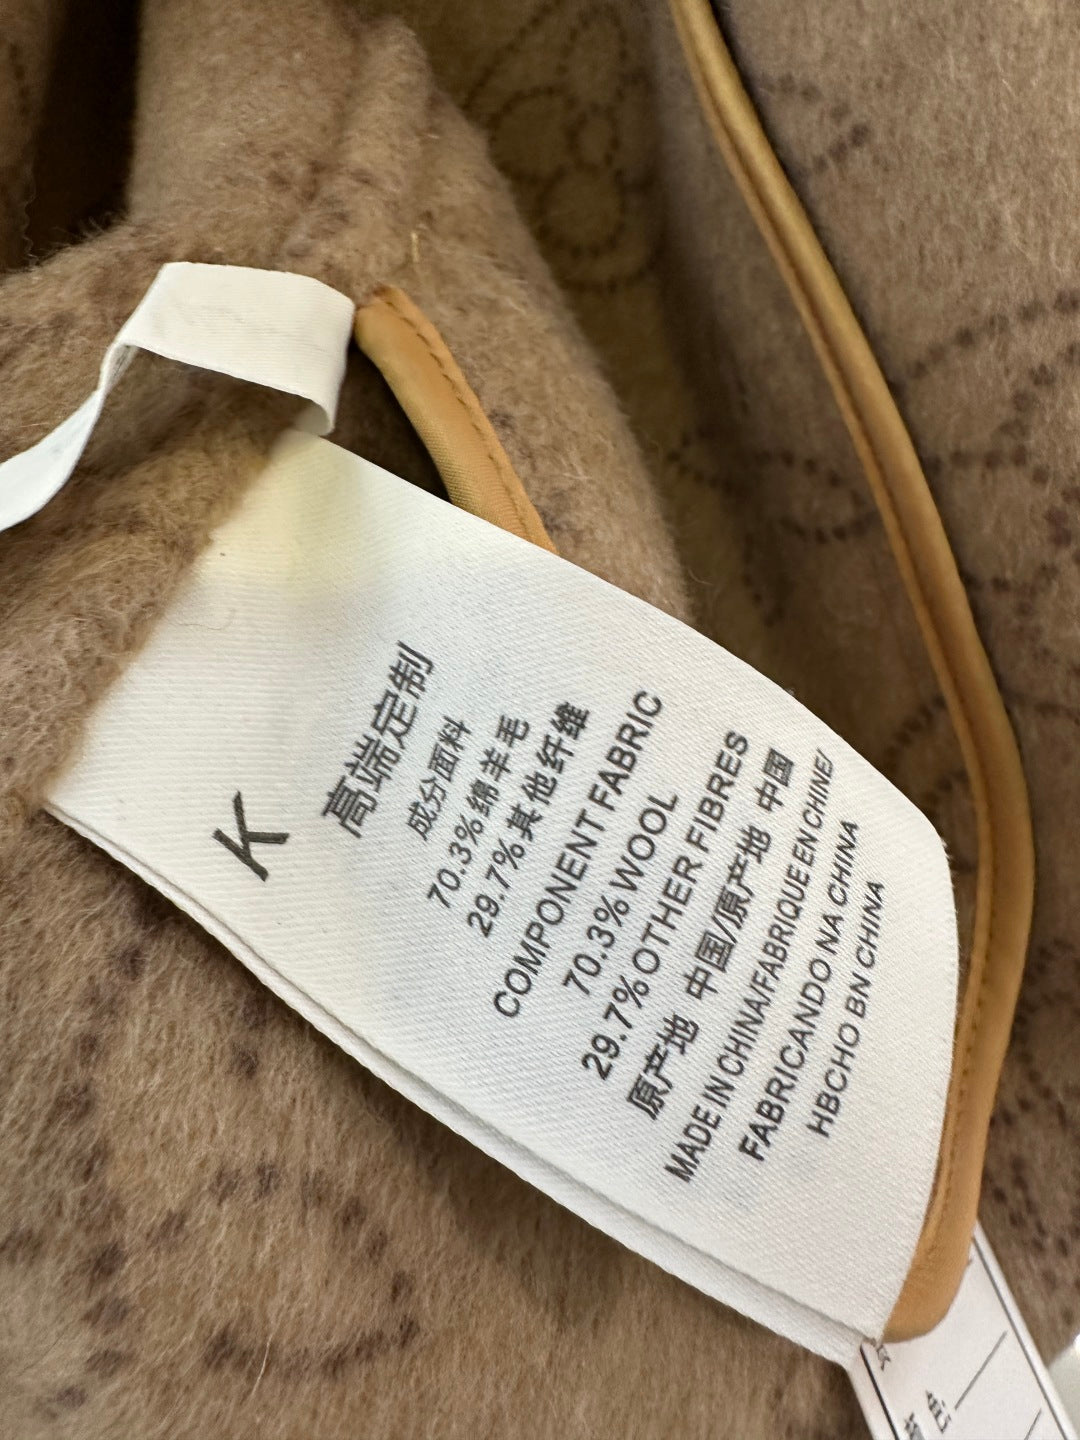 K
高端定制
成分面料
70.3%绵羊毛
29.7%其他纤维
COMPONENT FABRIC
70.3% WOOL
29.7% OTHER FIBRES
原产地 中国/原产地 中国
MADE IN CHINA/FABRIQUE EN CHINE/
FABRICANDO NA CHINA
HBCHO BN CHINA